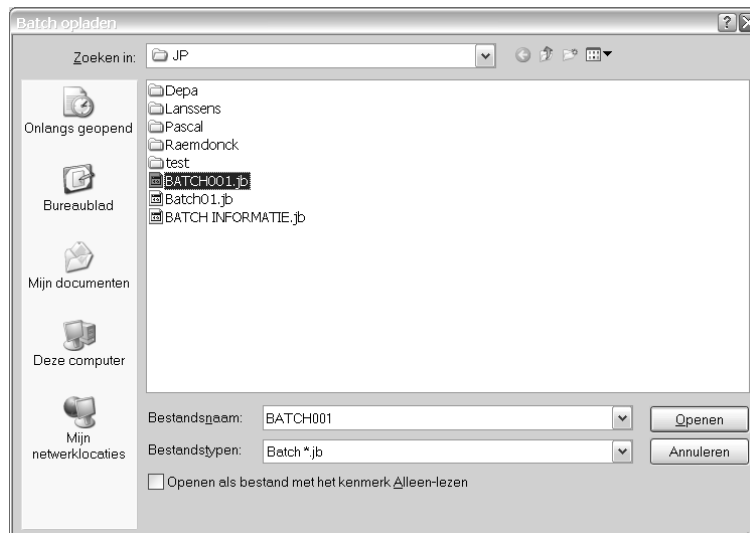 Batch opladen
Zoeken in: JP
Onlangs geopend
Bureaublad
Mijn documenten
Deze computer
Mijn
netwerklocaties
Depa
Lanssens
Pascal
Raemdonck
test
BATCH001.jb
Batch01.jb
BATCH INFORMATIE.jb
Bestandsnaam: BATCH001 Openen
Bestandstypen: Batch *.jb Annuleren
Openen als bestand met het kenmerk Alleen-lezen